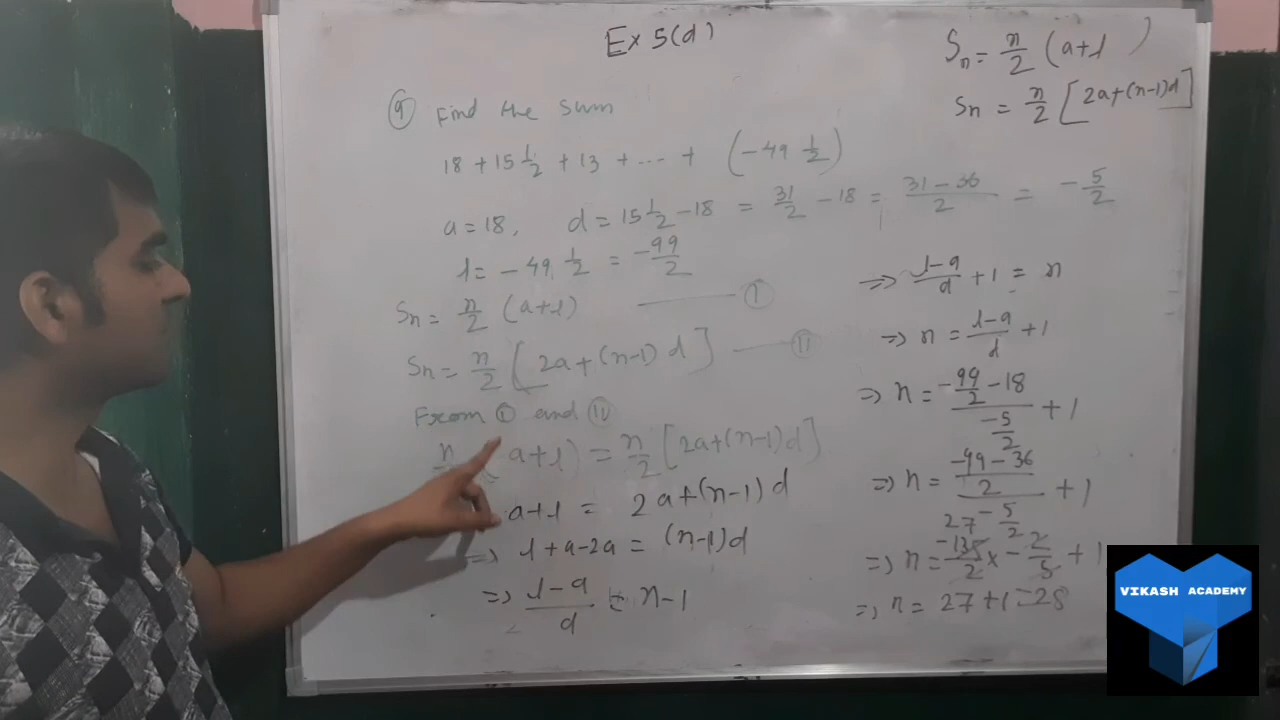 Ex 5(d)
Sn = n/2 (a+l)
Sn = n/2 [2a+(n-1)d]
9 Find the sum
18 + 15 1/2 + 13 + ... + (-49 1/2)
a = 18, d = 15 1/2 - 18 = 31/2 - 18 = (31-36)/2 = -5/2
l = -49 1/2 = -99/2
Sn = n/2 (a+l) —— I
Sn = n/2 [2a+(n-1)d] —— II
From I and II
n a+l) = n/2 [2a+(n-1)d]
a+l = 2a+(n-1)d
=> l+a-2a = (n-1)d
=> (l-a)/d = n-1
=> (l-a)/d + 1 = n
=> n = (l-a)/d + 1
=> n = (-99/2 - 18)/(-5/2) + 1
=> n = ((-99-36)/2)/(-5/2) + 1
27
=> n = -135/2 x -2/5 + 1
=> n = 27+1 = 28
VIKASH ACADEMY